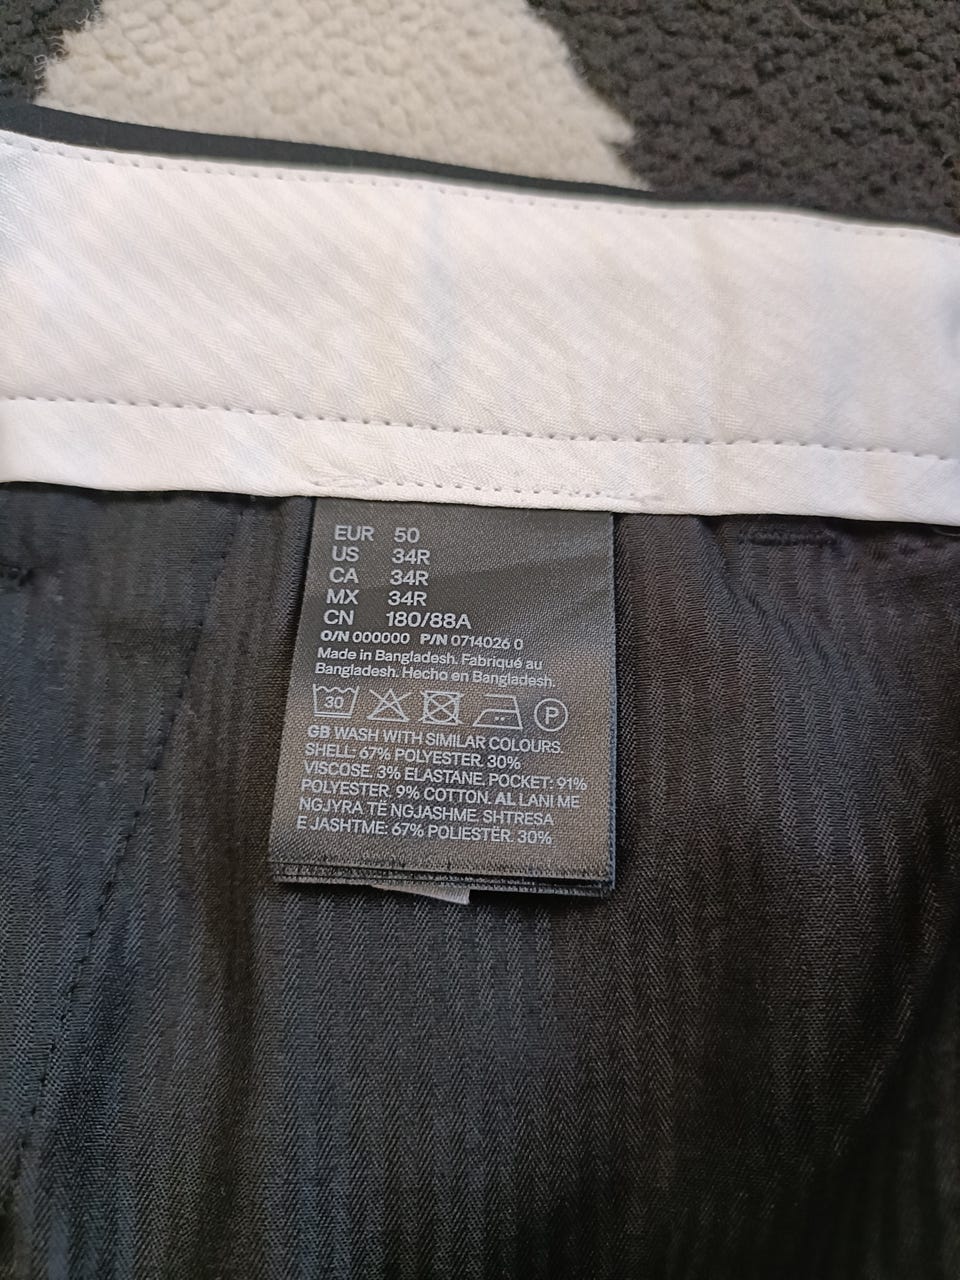 EUR 50
US 34R
CA 34R
MX 34R
CN 180/88A
O/N 000000 P/N 0714026 0
Made in Bangladesh. Fabriqué au
Bangladesh. Hecho en Bangladesh.
30 P
GB WASH WITH SIMILAR COLOURS.
SHELL: 67% POLYESTER. 30%
VISCOSE. 3% ELASTANE. POCKET: 91%
POLYESTER. 9% COTTON. AL LANI ME
NGJYRA TË NGJASHME. SHTRESA
E JASHTME: 67% POLIESTËR. 30%